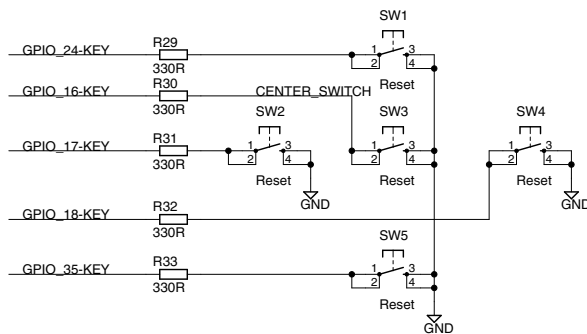 SW1
GPIO_24-KEY R29 1 3
2 4
330R Reset
R30
GPIO_16-KEY CENTER_SWITCH
330R SW2 SW3 SW4
R31
GPIO_17-KEY 1 3 1 3 1 3
2 4 2 4 2 4
330R
Reset Reset Reset
GND GND
R32
GPIO_18-KEY
330R
SW5
R33
GPIO_35-KEY 1 3
2 4
330R
Reset
GND